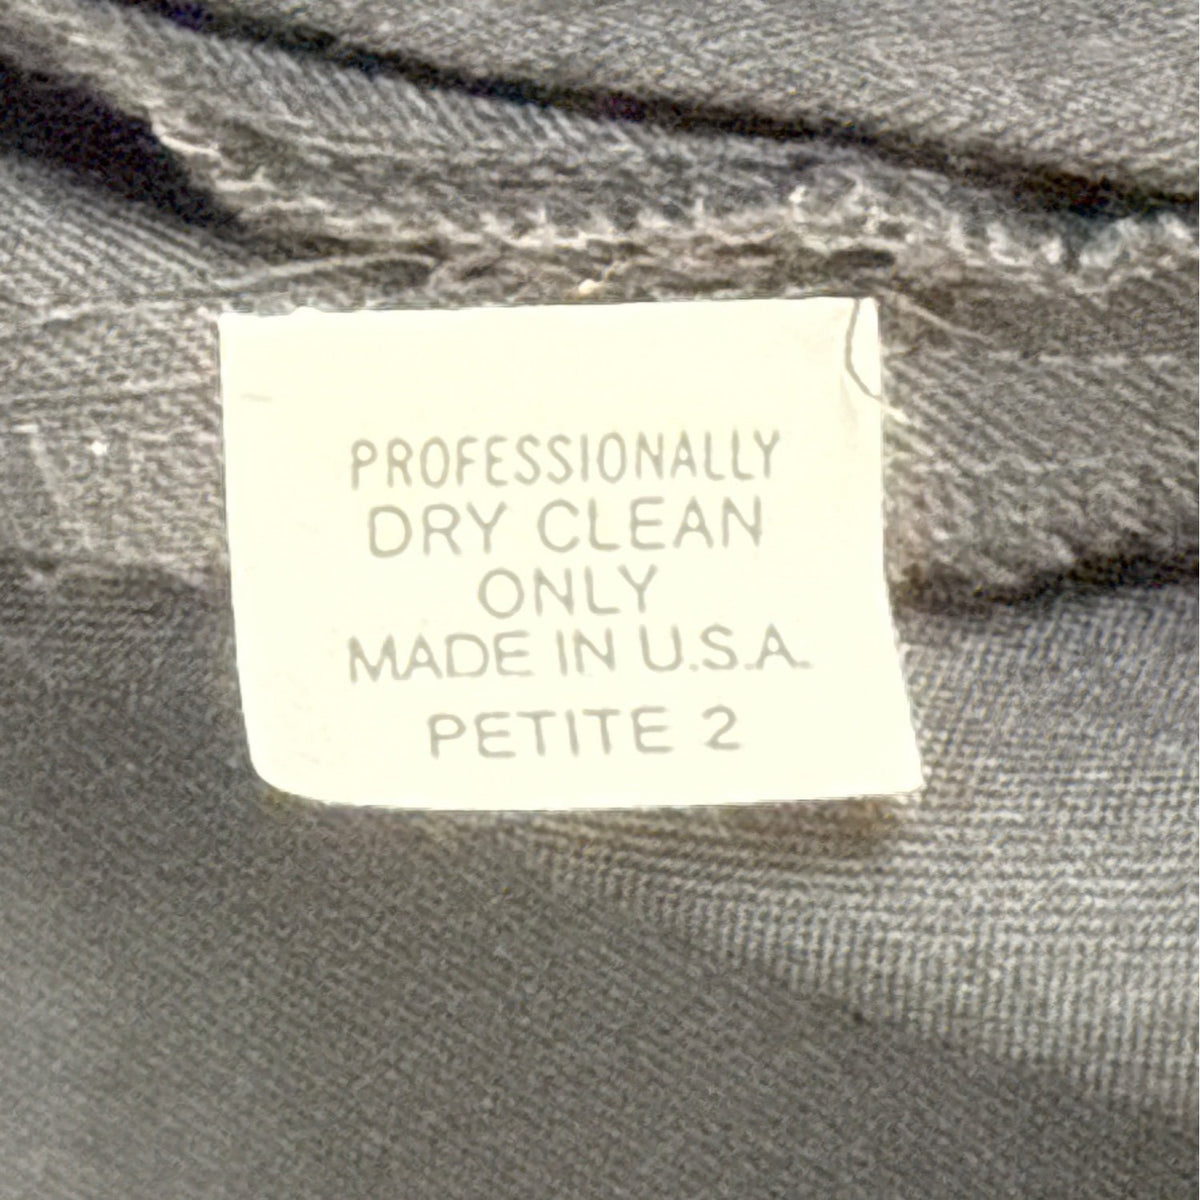 PROFESSIONALLY
DRY CLEAN
ONLY
MADE IN U.S.A.
PETITE 2